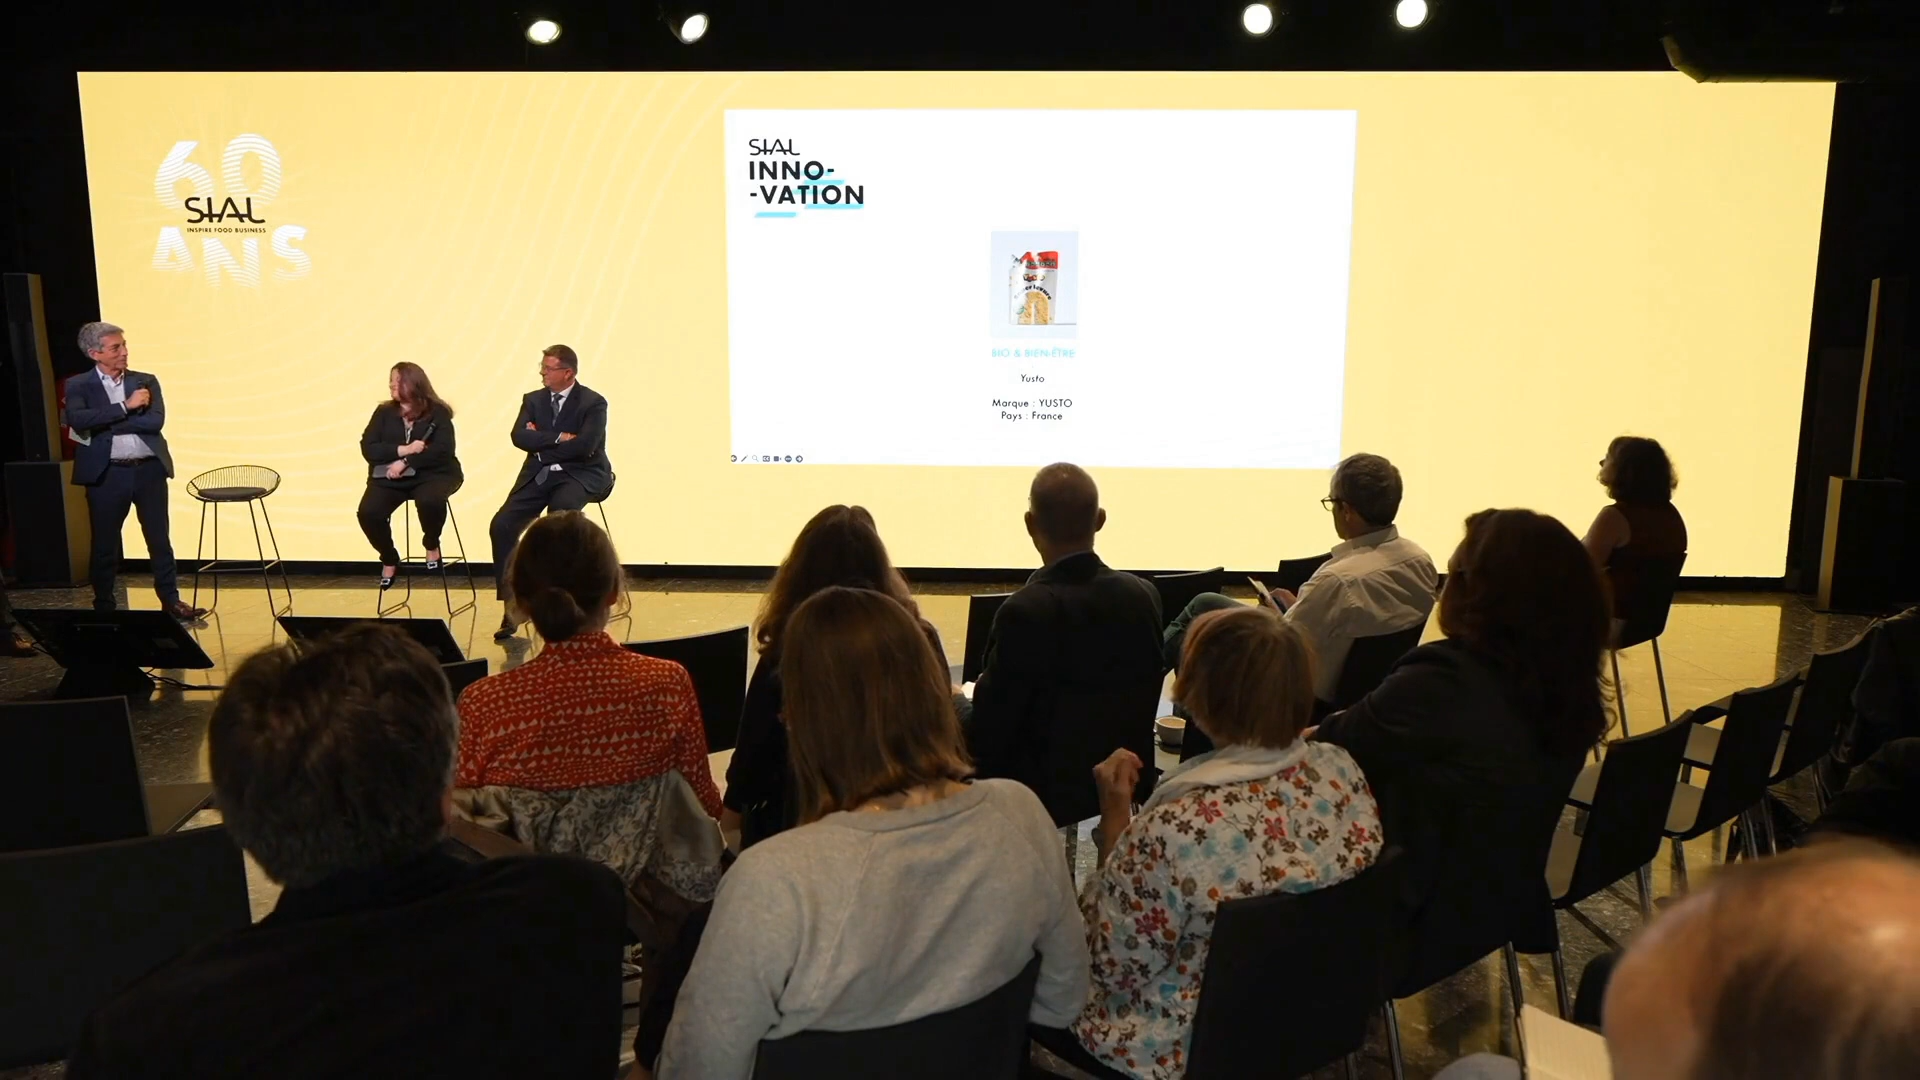 60
SIAL
INSPIRE FOOD BUSINESS
ANS
SIAL
INNO-
-VATION
BIO & BIEN-ÊTRE
Yusto
Marque : YUSTO
Pays : France